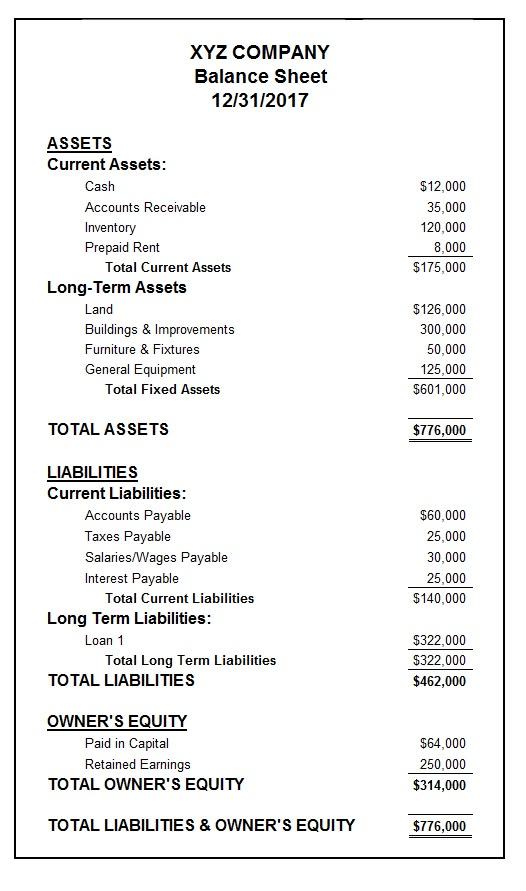 XYZ COMPANY
Balance Sheet
12/31/2017
ASSETS
Current Assets:
Cash $12,000
Accounts Receivable 35,000
Inventory 120,000
Prepaid Rent 8,000
Total Current Assets $175,000
Long-Term Assets
Land $126,000
Buildings & Improvements 300,000
Furniture & Fixtures 50,000
General Equipment 125,000
Total Fixed Assets $601,000
TOTAL ASSETS $776,000
LIABILITIES
Current Liabilities:
Accounts Payable $60,000
Taxes Payable 25,000
Salaries/Wages Payable 30,000
Interest Payable 25,000
Total Current Liabilities $140,000
Long Term Liabilities:
Loan 1 $322,000
Total Long Term Liabilities $322,000
TOTAL LIABILITIES $462,000
OWNER'S EQUITY
Paid in Capital $64,000
Retained Earnings 250,000
TOTAL OWNER'S EQUITY $314,000
TOTAL LIABILITIES & OWNER'S EQUITY $776,000